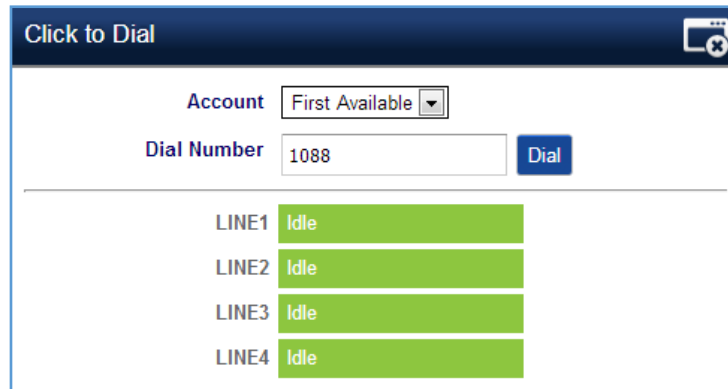 Click to Dial
Account First Available
Dial Number 1088 Dial
LINE1 Idle
LINE2 Idle
LINE3 Idle
LINE4 Idle